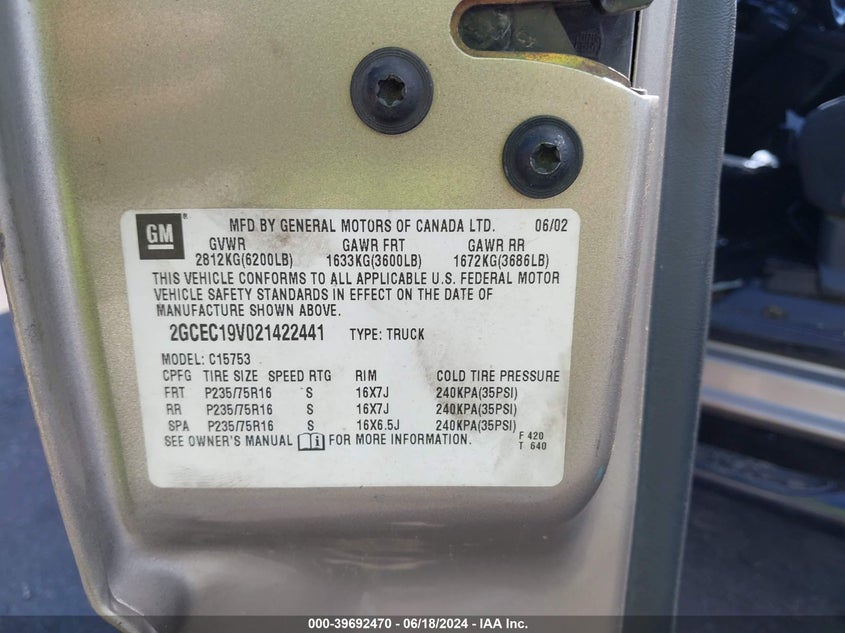 GM ® MFD BY GENERAL MOTORS OF CANADA LTD. 06/02
GVWR GAWR FRT GAWR RR
2812KG(6200LB) 1633KG(3600LB) 1672KG(3686LB)
THIS VEHICLE CONFORMS TO ALL APPLICABLE U.S. FEDERAL MOTOR
VEHICLE SAFETY STANDARDS IN EFFECT ON THE DATE OF
MANUFACTURE SHOWN ABOVE.
2GCEC19V021422441 TYPE: TRUCK
MODEL: C15753
CPFG TIRE SIZE SPEED RTG RIM COLD TIRE PRESSURE
FRT P235/75R16 S 16X7J 240KPA(35PSI)
RR P235/75R16 S 16X7J 240KPA(35PSI)
SPA P235/75R16 S 16X6.5J 240KPA(35PSI)
SEE OWNER'S MANUAL i FOR MORE INFORMATION.
F 420
T 640
000-39692470 - 06/18/2024 - IAA Inc.